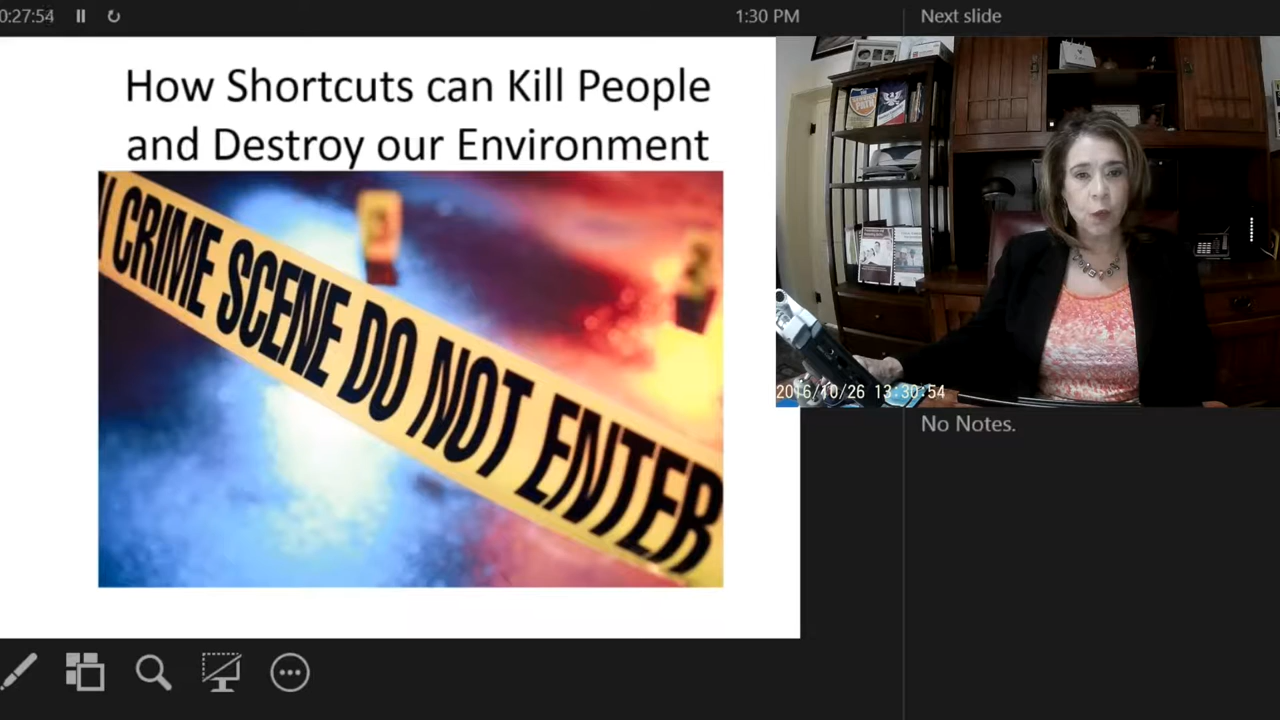 0:27:54
1:30 PM
Next slide
How Shortcuts can Kill People
and Destroy our Environment
CRIME SCENE DO NOT ENTER
2
2016/10/26 13:30:54
No Notes.